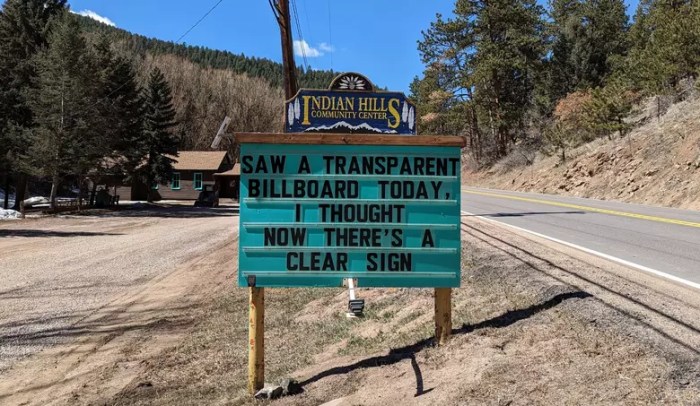 INDIAN HILLS
COMMUNITY CENTER
SAW A TRANSPARENT
BILLBOARD TODAY,
I THOUGHT
NOW THERE'S A
CLEAR SIGN